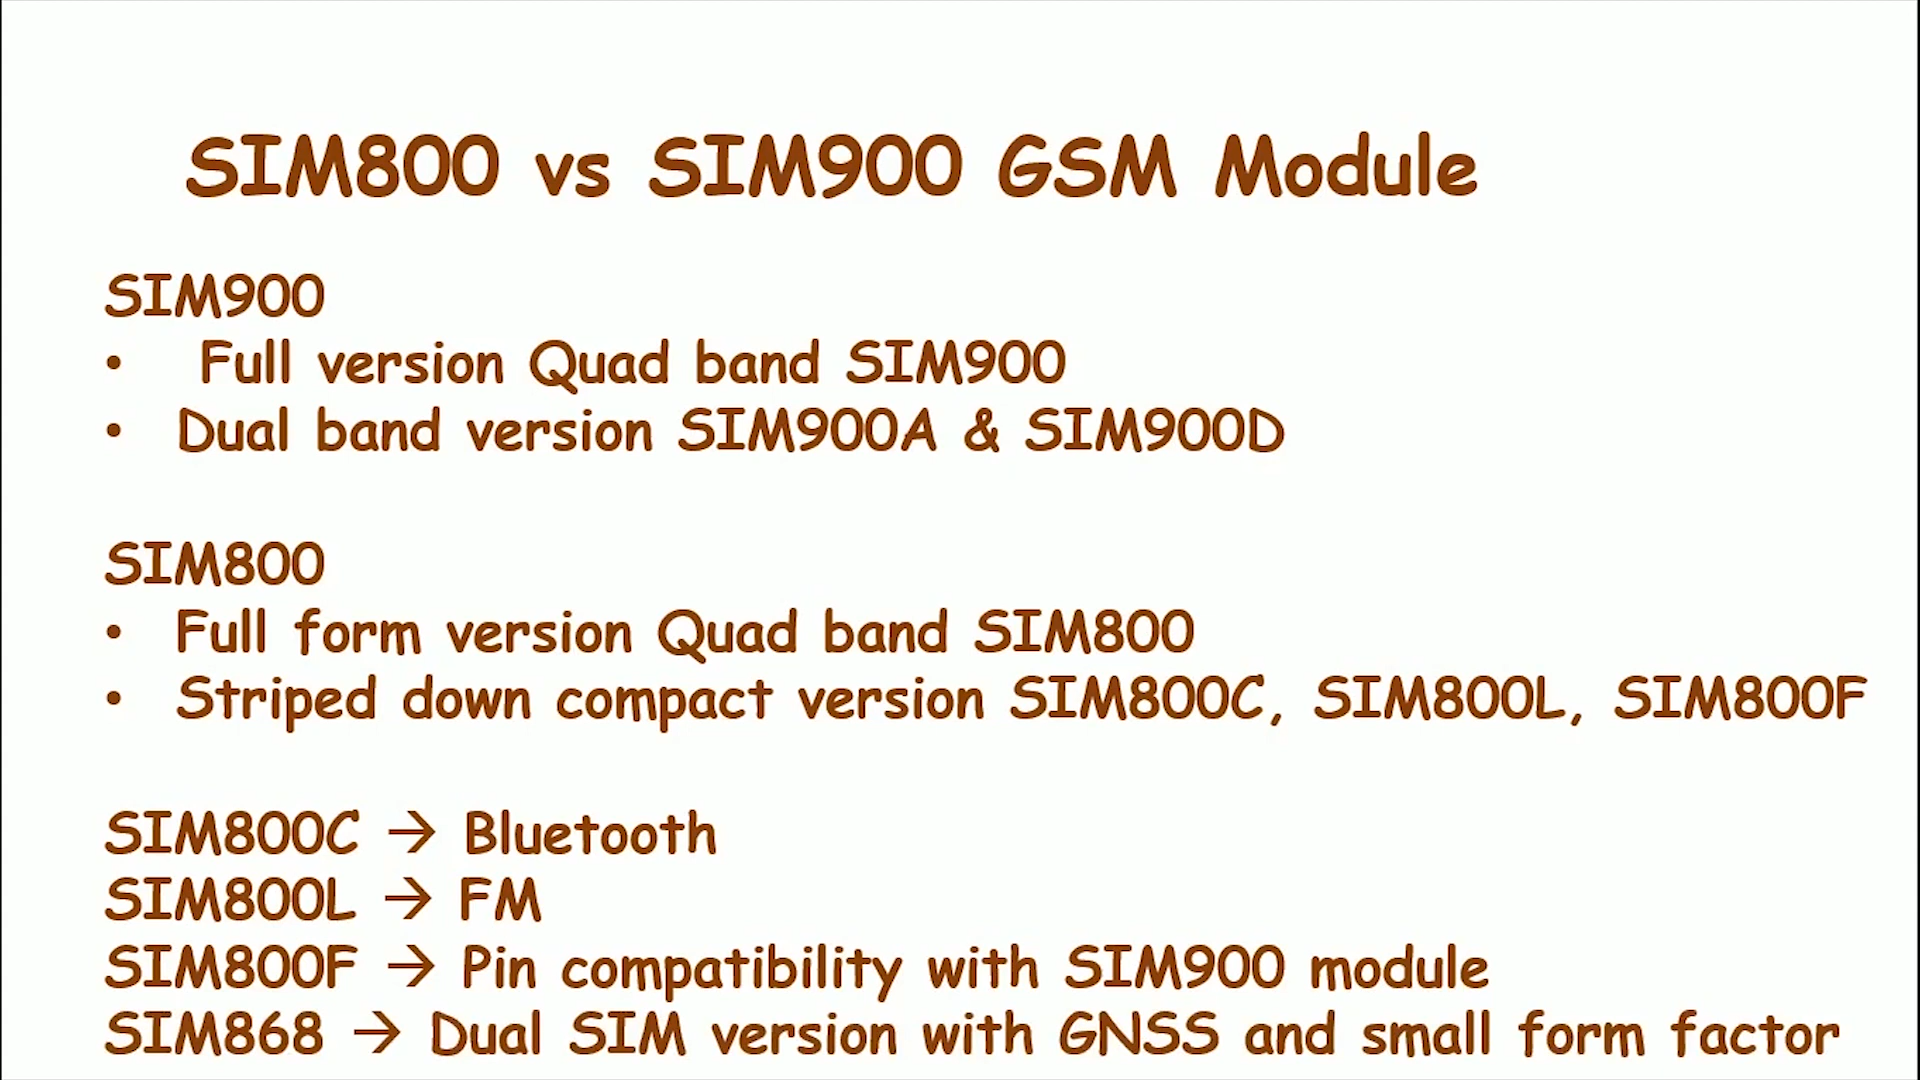 SIM800 vs SIM900 GSM Module
SIM900
• Full version Quad band SIM900
• Dual band version SIM900A & SIM900D
SIM800
• Full form version Quad band SIM800
• Striped down compact version SIM800C, SIM800L, SIM800F
SIM800C → Bluetooth
SIM800L → FM
SIM800F → Pin compatibility with SIM900 module
SIM868 → Dual SIM version with GNSS and small form factor